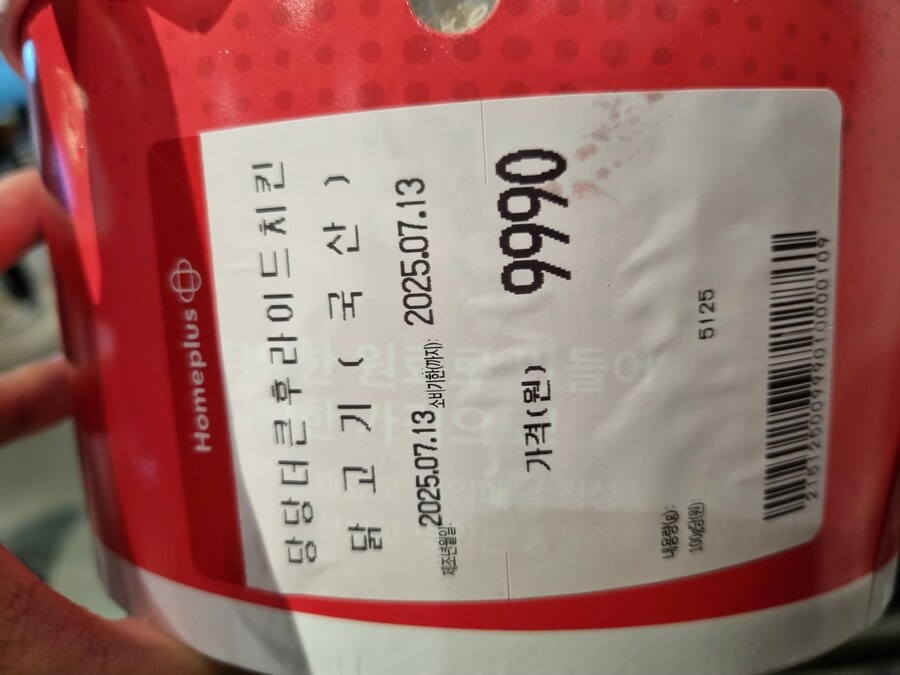 Homeplus
당당더큰후라이드치킨
닭고기(국산)
제조년월일: 2025.07.13 소비기한(까지): 2025.07.13
가격(원) 9990
내용량(g): 5125
100g당(원):
2151250099901000109